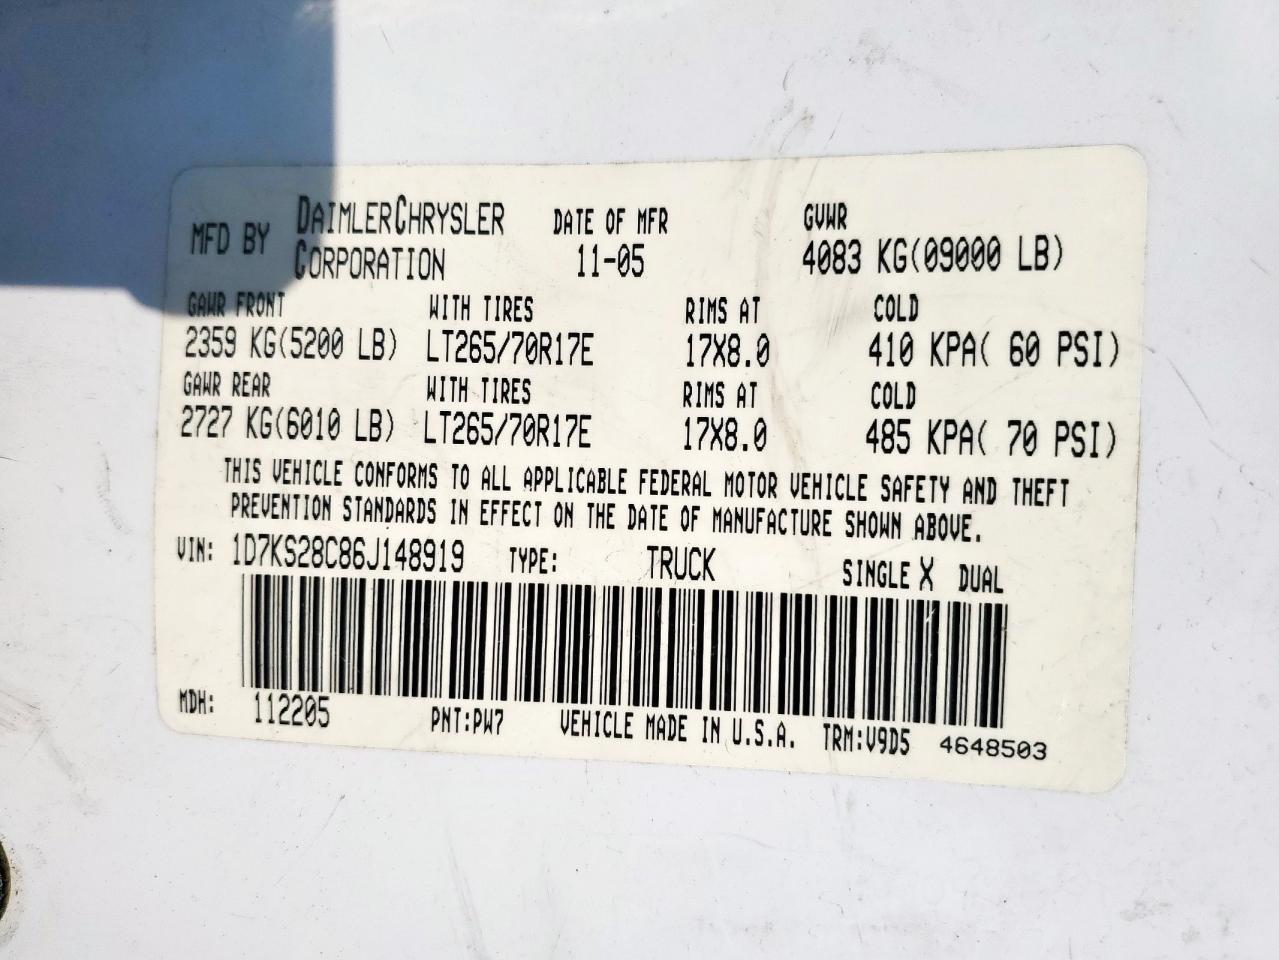 MFD BY DAIMLERCHRYSLER CORPORATION DATE OF MFR 11-05 GVWR 4083 KG(09000 LB)
GAWR FRONT WITH TIRES RIMS AT COLD
2359 KG(5200 LB) LT265/70R17E 17X8.0 410 KPA( 60 PSI)
GAWR REAR WITH TIRES RIMS AT COLD
2727 KG(6010 LB) LT265/70R17E 17X8.0 485 KPA( 70 PSI)
THIS VEHICLE CONFORMS TO ALL APPLICABLE FEDERAL MOTOR VEHICLE SAFETY AND THEFT
PREVENTION STANDARDS IN EFFECT ON THE DATE OF MANUFACTURE SHOWN ABOVE.
VIN: 1D7KS28C86J148919 TYPE: TRUCK SINGLE X DUAL
MDH: 112205 PNT:PW7 VEHICLE MADE IN U.S.A. TRM:V9D5 4648503